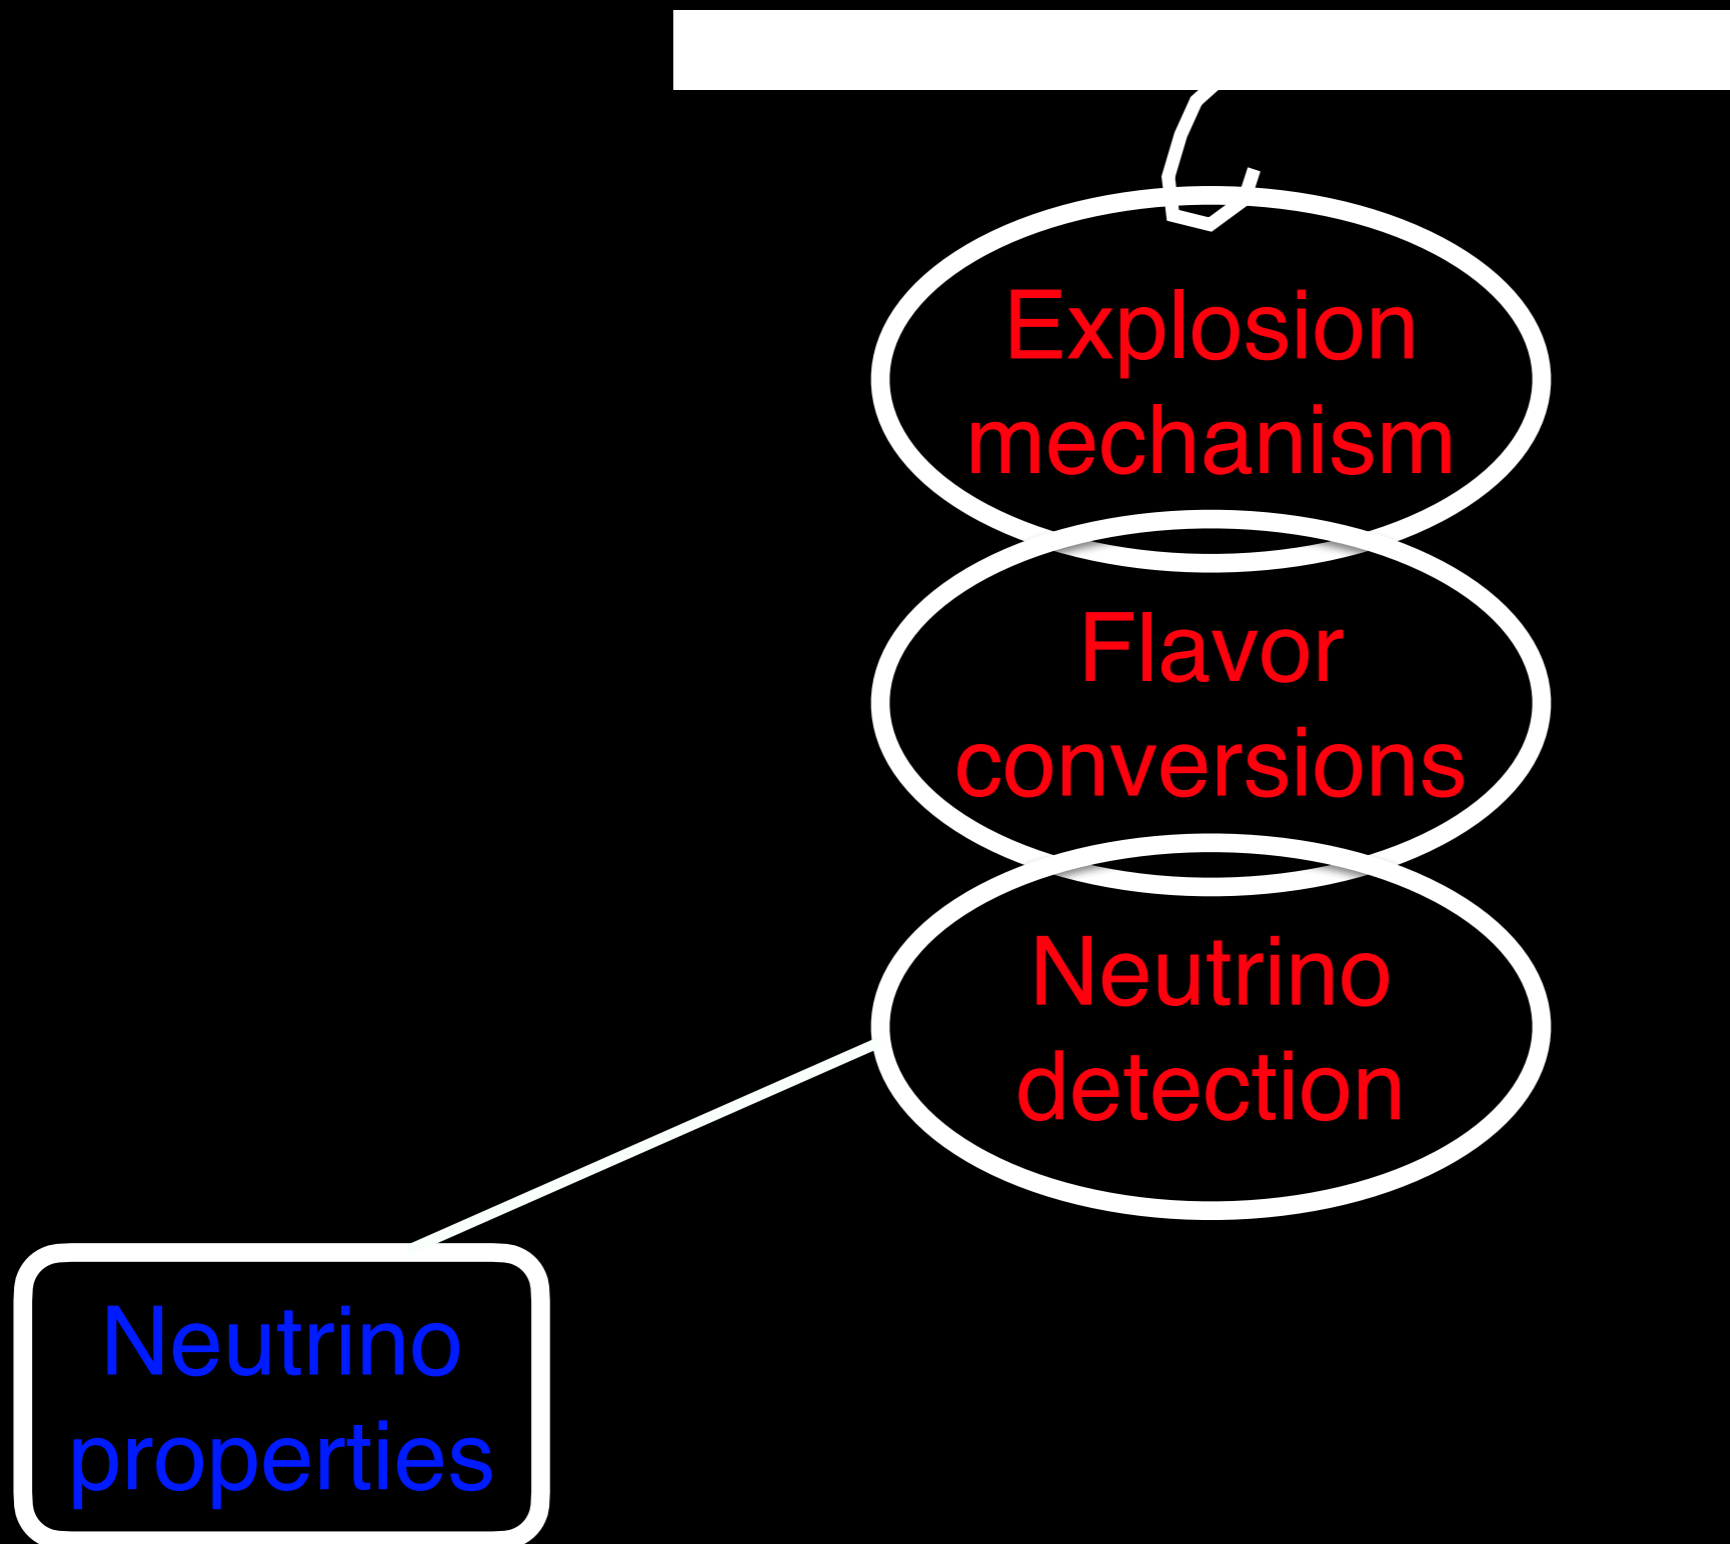 Explosion
mechanism
Flavor
conversions
Neutrino
detection
Neutrino
properties